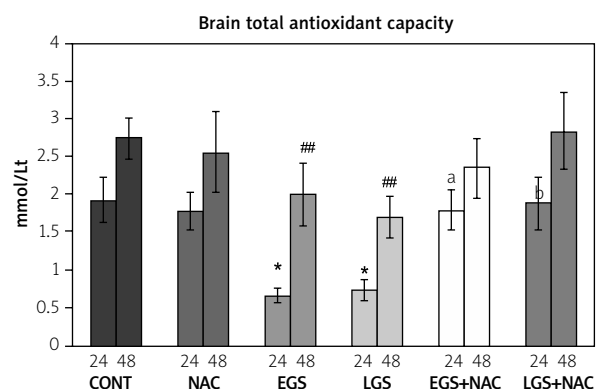 Brain total antioxidant capacity
mmol/Lt
4
3.5
3
2.5
2
1.5
1
0.5
0
*
##
*
##
a
b
24 48 24 48 24 48 24 48 24 48 24 48
CONT NAC EGS LGS EGS+NAC LGS+NAC